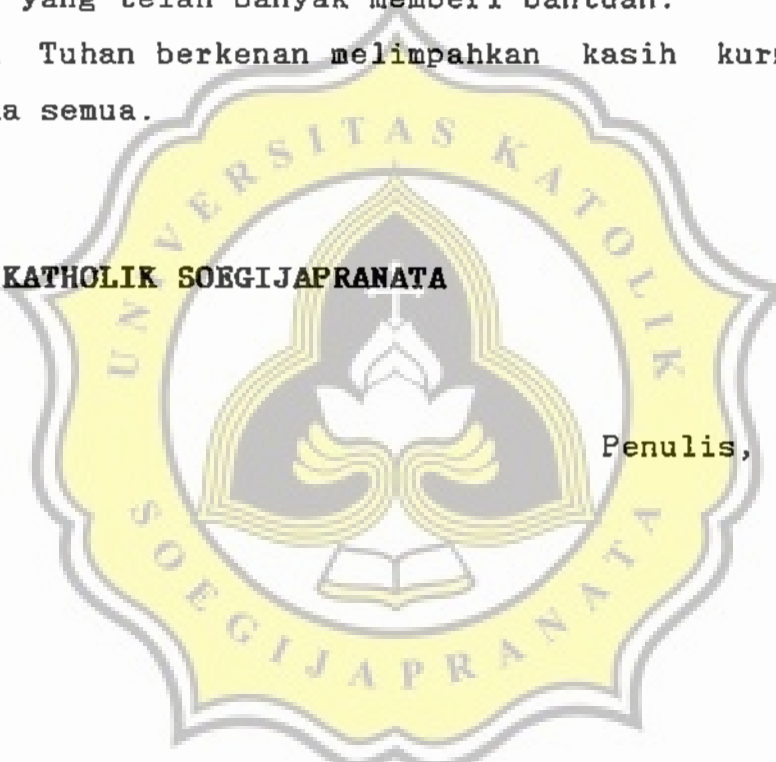 yang telah banyak memberi bantuan.
Tuhan berkenan melimpahkan kasih
semua.
UNIVERSITAS KATOLIK
KATHOLIK SOEGIJAPRANATA
Penulis,
SOEGIJAPRANATA